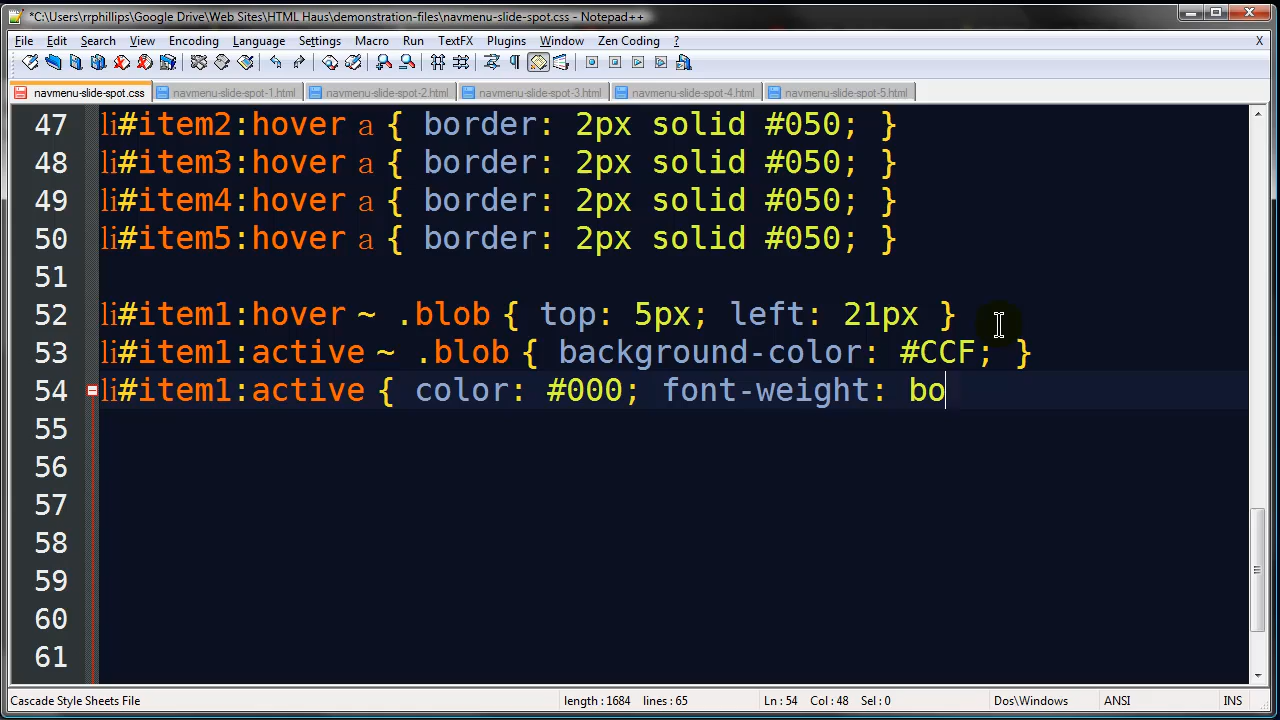 *C:\Users\rrphillips\Google Drive\Web Sites\HTML Haus\demonstration-files\navmenu-slide-spot.css - Notepad++
File Edit Search View Encoding Language Settings Macro Run TextFX Plugins Window Zen Coding ? X
navmenu-slide-spot.css navmenu-slide-spot-1.html navmenu-slide-spot-2.html navmenu-slide-spot-3.html navmenu-slide-spot-4.html navmenu-slide-spot-5.html
47 li#item2:hover a { border: 2px solid #050; }
48 li#item3:hover a { border: 2px solid #050; }
49 li#item4:hover a { border: 2px solid #050; }
50 li#item5:hover a { border: 2px solid #050; }
51
52 li#item1:hover ~ .blob { top: 5px; left: 21px }
53 li#item1:active ~ .blob { background-color: #CCF; }
54 li#item1:active { color: #000; font-weight: bo
55
56
57
58
59
60
61
Cascade Style Sheets File length : 1684 lines : 65 Ln : 54 Col : 48 Sel : 0 Dos\Windows ANSI INS